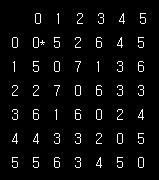 0 1 2 3 4 5
0 0* 5 2 6 4 5
1 5 0 7 1 3 6
2 2 7 0 6 3 3
3 6 1 6 0 2 4
4 4 3 3 2 0 5
5 5 6 3 4 5 0